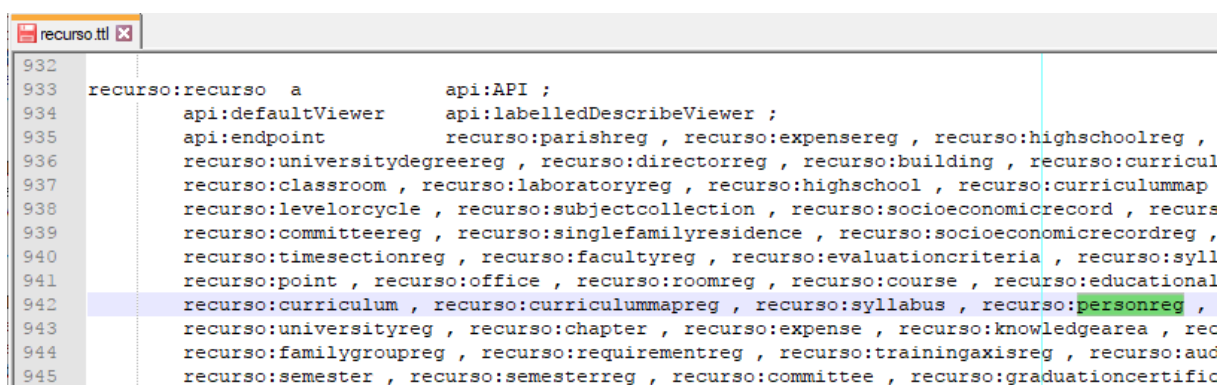 recurso.ttl
932
933 recurso:recurso a api:API ;
934 api:defaultViewer api:labelledDescribeViewer ;
935 api:endpoint recurso:parishreg , recurso:expensereg , recurso:highschoolreg ,
936 recurso:universitydegreereg , recurso:directorreg , recurso:building , recurso:curricul
937 recurso:classroom , recurso:laboratoryreg , recurso:highschool , recurso:curriculummap
938 recurso:levelorcycle , recurso:subjectcollection , recurso:socioeconomicrecord , recurs
939 recurso:committeereg , recurso:singlefamilyresidence , recurso:socioeconomicrecordreg ,
940 recurso:timesectionreg , recurso:facultyreg , recurso:evaluationcriteria , recurso:syll
941 recurso:point , recurso:office , recurso:roomreg , recurso:course , recurso:educational
942 recurso:curriculum , recurso:curriculummapreg , recurso:syllabus , recurso:personreg ,
943 recurso:universityreg , recurso:chapter , recurso:expense , recurso:knowledgearea , rec
944 recurso:familygroupreg , recurso:requirementreg , recurso:trainingaxisreg , recurso:aud
945 recurso:semester , recurso:semesterreg , recurso:committee , recurso:graduationcertific